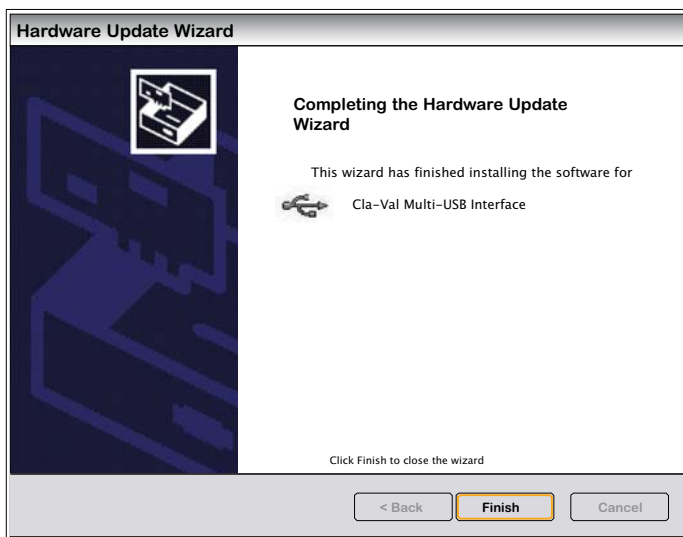 Hardware Update Wizard
Completing the Hardware Update
Wizard
This wizard has finished installing the software for
Cla-Val Multi-USB Interface
Click Finish to close the wizard
< Back
Finish
Cancel